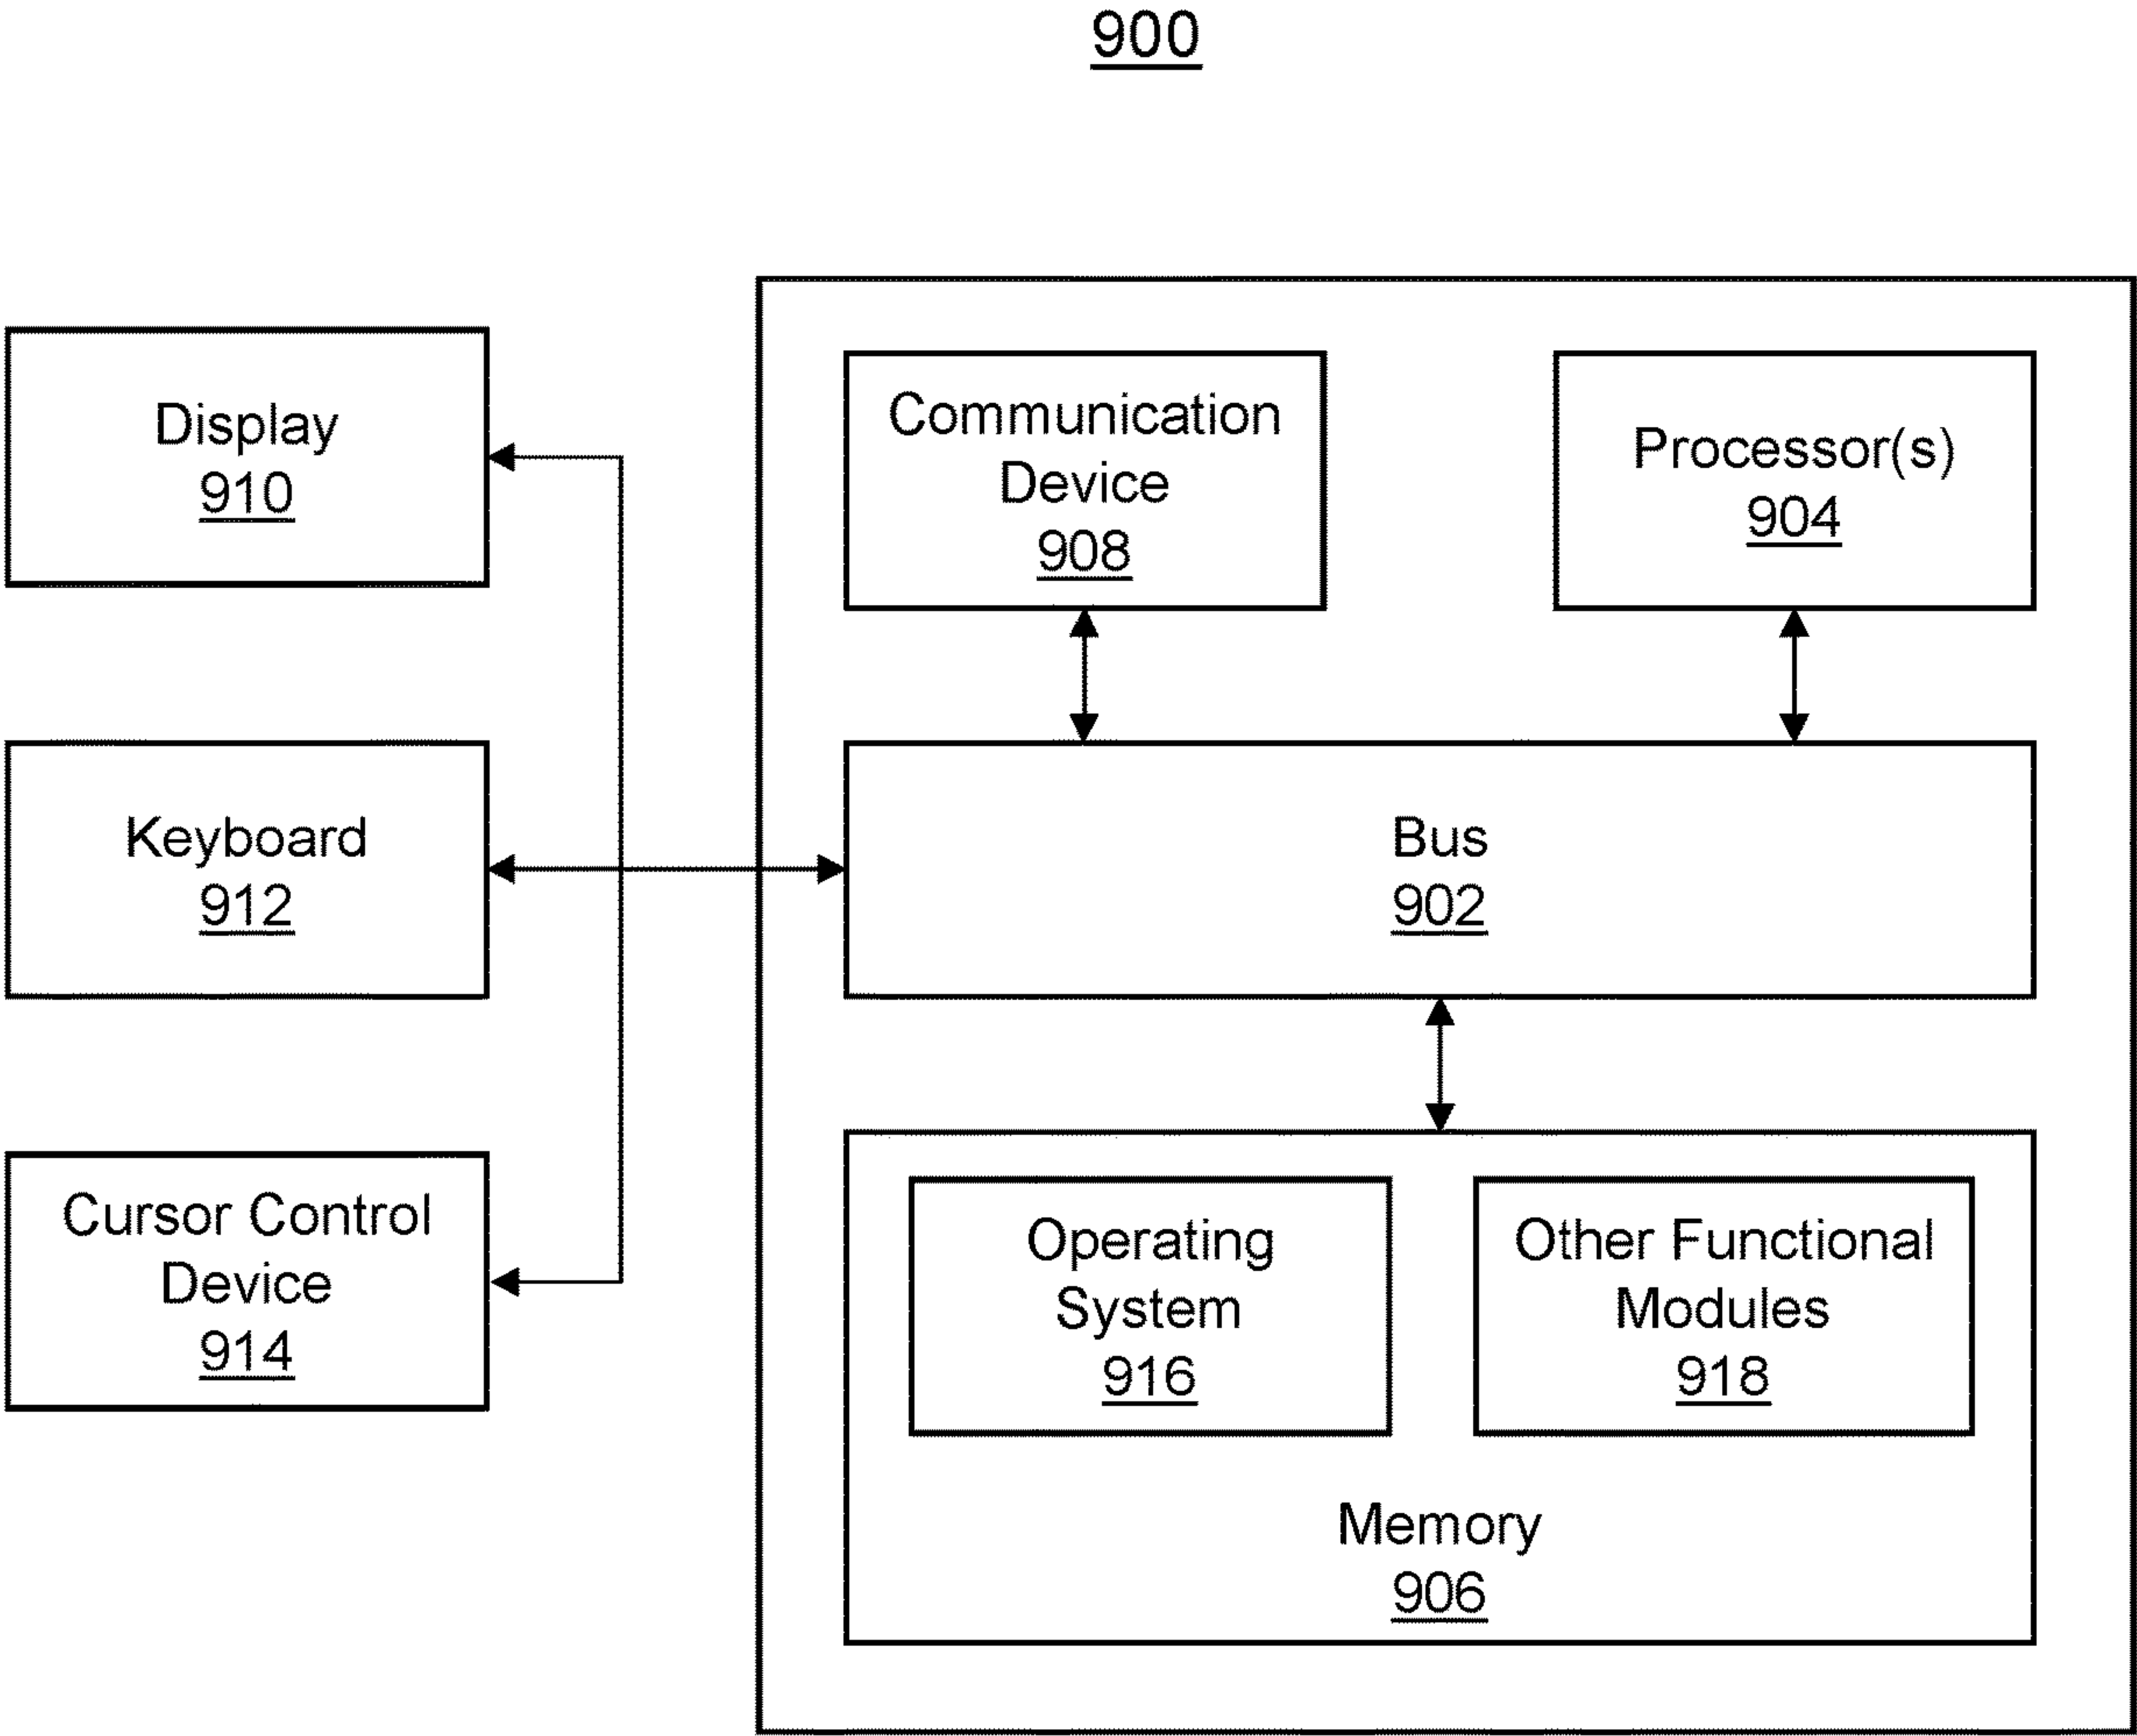 900
Display
910
Communication
Device
908
Processor(s)
904
Keyboard
912
Bus
902
Cursor Control
Device
914
Operating
System
916
Other Functional
Modules
918
Memory
906